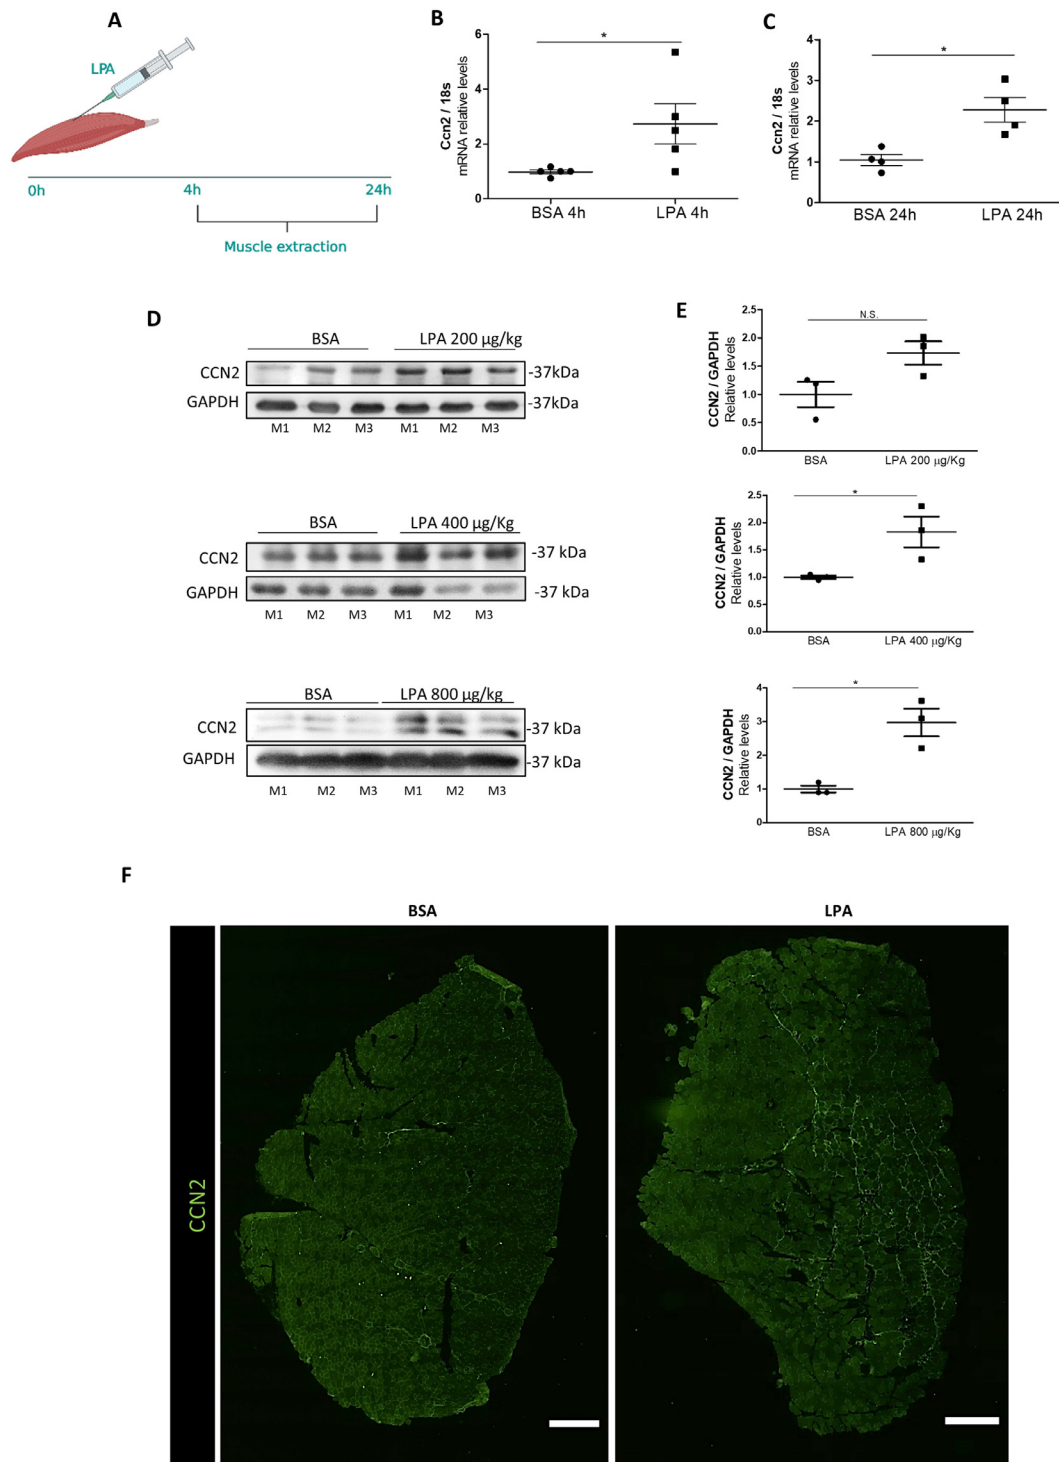 A
LPA
0h
4h
24h
Muscle extraction
B
Ccn2 / 18s
mRNA relative levels
6
4
2
0
*
BSA 4h
LPA 4h
C
Ccn2 / 18s
mRNA relative levels
4
3
2
1
0
*
BSA 24h
LPA 24h
D
BSA
LPA 200 µg/kg
CCN2
-37kDa
GAPDH
-37kDa
M1
M2
M3
M1
M2
M3
BSA
LPA 400 µg/Kg
CCN2
-37 kDa
GAPDH
-37 kDa
M1
M2
M3
M1
M2
M3
BSA
LPA 800 µg/kg
CCN2
-37 kDa
GAPDH
-37 kDa
M1
M2
M3
M1
M2
M3
E
CCN2 / GAPDH
Relative levels
2.5
2.0
1.5
1.0
0.5
0.0
N.S.
BSA
LPA 200 µg/Kg
CCN2 / GAPDH
Relative levels
2.5
2.0
1.5
1.0
0.5
0.0
*
BSA
LPA 400 µg/Kg
CCN2 / GAPDH
Relative levels
4
3
2
1
0
*
BSA
LPA 800 µg/Kg
F
BSA
LPA
CCN2